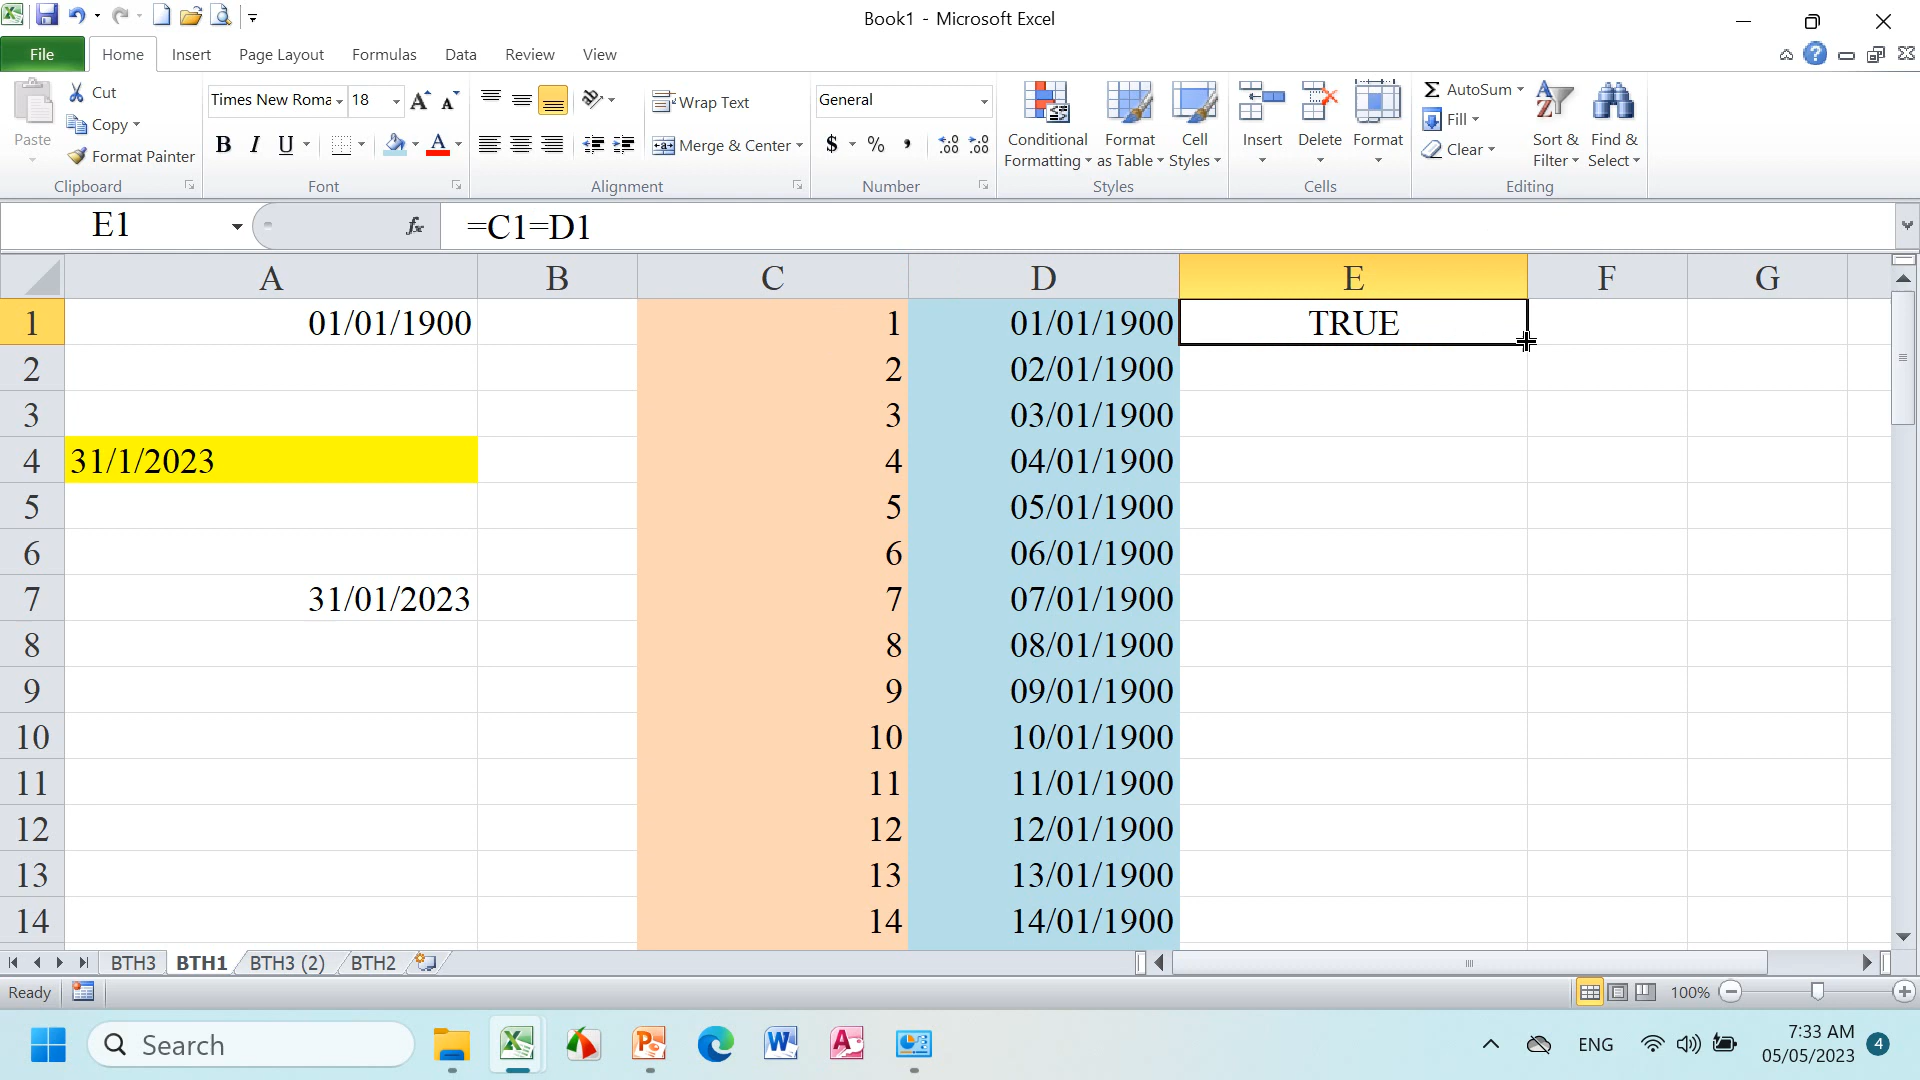 Book1 - Microsoft Excel
File Home Insert Page Layout Formulas Data Review View
Paste
Cut
Copy
Format Painter
Clipboard
Times New Roma 18
B I U
Font
Wrap Text
Merge & Center
Alignment
General
$ % ,
Number
Conditional Formatting
Format as Table
Cell Styles
Styles
Insert Delete Format
Cells
AutoSum
Fill
Clear
Sort & Filter
Find & Select
Editing
E1 fx =C1=D1
A B C D E F G
1 01/01/1900 1 01/01/1900 TRUE
2 2 02/01/1900
3 3 03/01/1900
4 31/1/2023 4 04/01/1900
5 5 05/01/1900
6 6 06/01/1900
7 31/01/2023 7 07/01/1900
8 8 08/01/1900
9 9 09/01/1900
10 10 10/01/1900
11 11 11/01/1900
12 12 12/01/1900
13 13 13/01/1900
14 14 14/01/1900
BTH3 BTH1 BTH3 (2) BTH2
Ready 100%
Search ENG 7:33 AM 4
05/05/2023